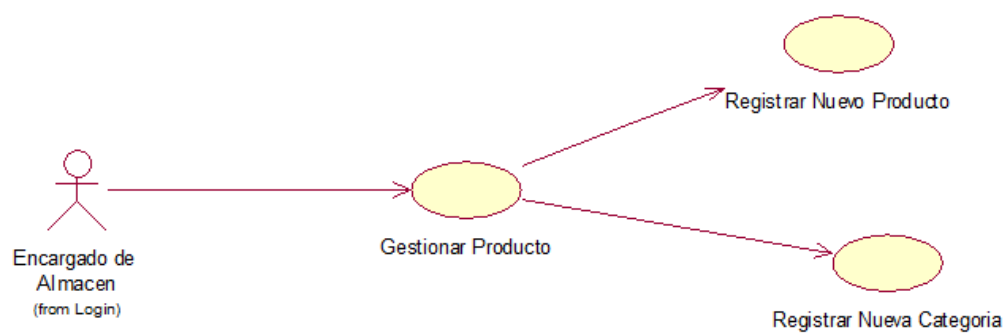 Registrar Nuevo Producto
Gestionar Producto
Encargado de
Almacen
(from Login)
Registrar Nueva Categoria